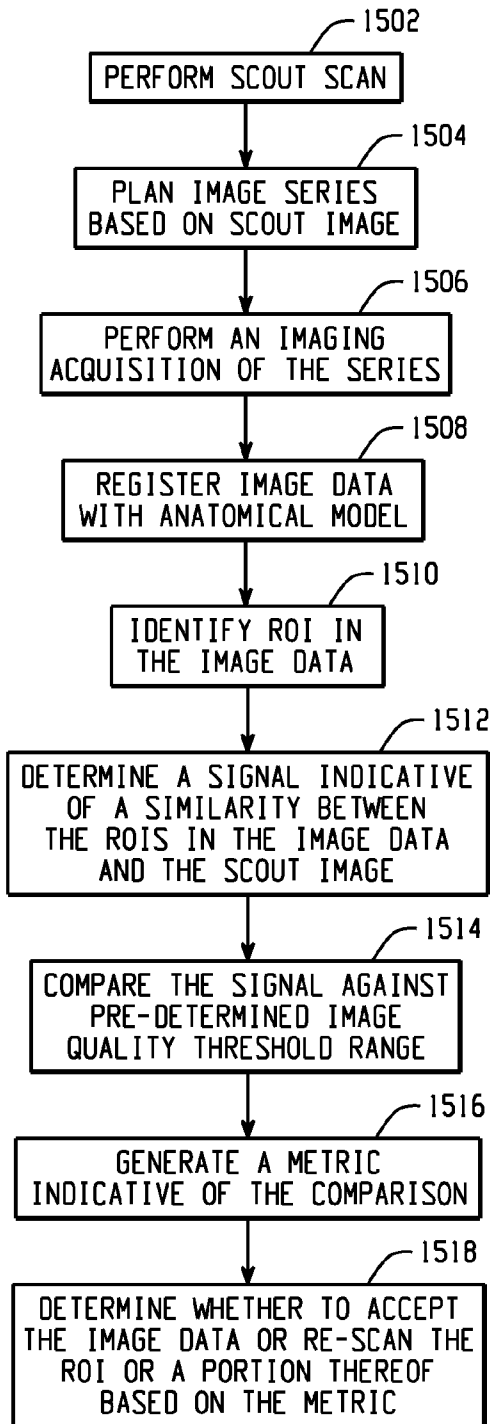 1502
PERFORM SCOUT SCAN
1504
PLAN IMAGE SERIES
BASED ON SCOUT IMAGE
1506
PERFORM AN IMAGING
ACQUISITION OF THE SERIES
1508
REGISTER IMAGE DATA
WITH ANATOMICAL MODEL
1510
IDENTIFY ROI IN
THE IMAGE DATA
1512
DETERMINE A SIGNAL INDICATIVE
OF A SIMILARITY BETWEEN
THE ROIS IN THE IMAGE DATA
AND THE SCOUT IMAGE
1514
COMPARE THE SIGNAL AGAINST
PRE-DETERMINED IMAGE
QUALITY THRESHOLD RANGE
1516
GENERATE A METRIC
INDICATIVE OF THE COMPARISON
1518
DETERMINE WHETHER TO ACCEPT
THE IMAGE DATA OR RE-SCAN THE
ROI OR A PORTION THEREOF
BASED ON THE METRIC